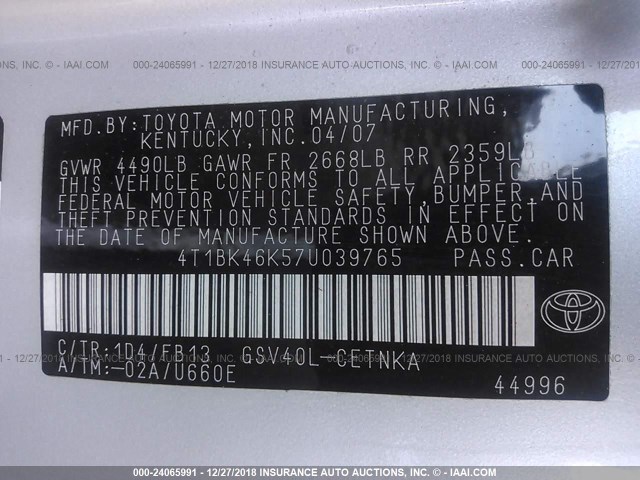 000-24065991 - 12/27/2018 INSURANCE AUTO AUCTIONS, INC. © - IAAI.COM
MFD.BY:TOYOTA MOTOR MANUFACTURING,
KENTUCKY,INC.04/07
GVWR 4490LB GAWR FR 2668LB RR 2359LB
THIS VEHICLE CONFORMS TO ALL APPLICABLE
FEDERAL MOTOR VEHICLE SAFETY,BUMPER,AND
THEFT PREVENTION STANDARDS IN EFFECT ON
THE DATE OF MANUFACTURE SHOWN ABOVE.
4T1BK46K57U039765 PASS.CAR
C/TR:1D4/FB13 GSV40L-CETNKA
A/TM:-02A/U660E
44996
000-24065991 - 12/27/2018 INSURANCE AUTO AUCTIONS, INC. © - IAAI.COM